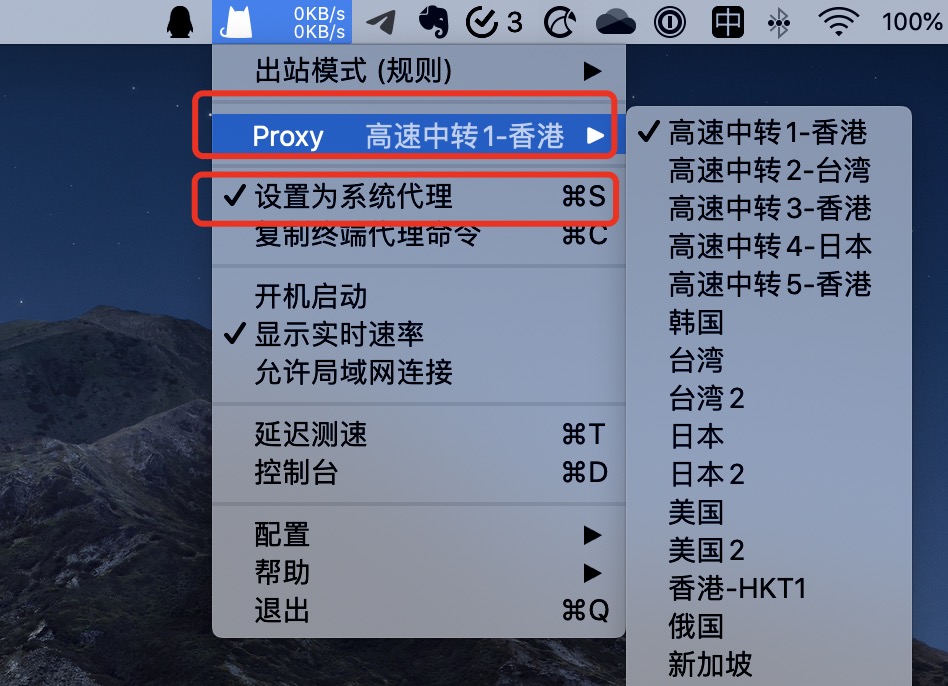 0KB/s
0KB/s
3
中
100%
出站模式 (规则)
Proxy 高速中转1-香港
设置为系统代理 ⌘S
复制终端代理命令 ⌘C
开机启动
显示实时速率
允许局域网连接
延迟测速 ⌘T
控制台 ⌘D
配置
帮助
退出 ⌘Q
高速中转1-香港
高速中转2-台湾
高速中转3-香港
高速中转4-日本
高速中转5-香港
韩国
台湾
台湾2
日本
日本2
美国
美国2
香港-HKT1
俄国
新加坡